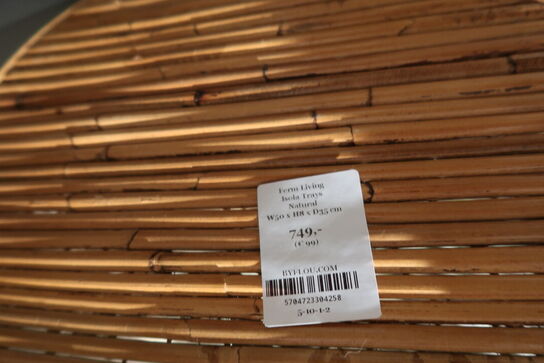 Ferm Living
Isola Trays
Natural
W50 x H8 x D35 cm
749,-
(€ 99)
BYFLOU.COM
5704723304258
5-10-1-2